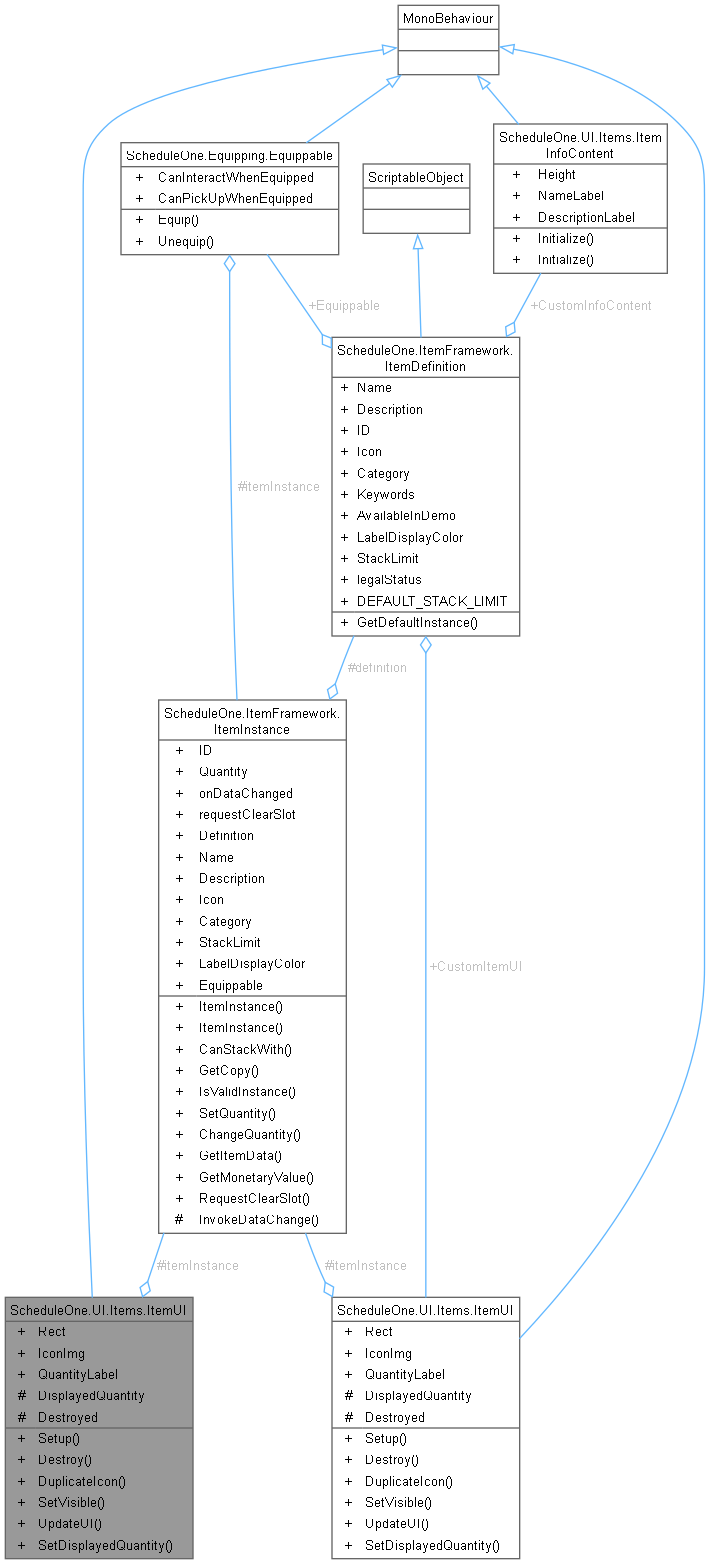 MonoBehaviour
ScheduleOne.Equipping.Equippable
+ CanInteractWhenEquipped
+ CanPickUpWhenEquipped
+ Equip()
+ Unequip()
ScriptableObject
ScheduleOne.UI.Items.Item
InfoContent
+ Height
+ NameLabel
+ DescriptionLabel
+ Initialize()
+ Initialize()
+Equippable
+CustomInfoContent
ScheduleOne.ItemFramework.
ItemDefinition
+ Name
+ Description
+ ID
+ Icon
+ Category
+ Keywords
+ AvailableInDemo
+ LabelDisplayColor
+ StackLimit
+ legalStatus
+ DEFAULT_STACK_LIMIT
+ GetDefaultInstance()
#itemInstance
#definition
ScheduleOne.ItemFramework.
ItemInstance
+ ID
+ Quantity
+ onDataChanged
+ requestClearSlot
+ Definition
+ Name
+ Description
+ Icon
+ Category
+ StackLimit
+ LabelDisplayColor
+ Equippable
+ ItemInstance()
+ ItemInstance()
+ CanStackWith()
+ GetCopy()
+ IsValidInstance()
+ SetQuantity()
+ ChangeQuantity()
+ GetItemData()
+ GetMonetaryValue()
+ RequestClearSlot()
# InvokeDataChange()
+CustomItemUI
#itemInstance
#itemInstance
ScheduleOne.UI.Items.ItemUI
+ Rect
+ IconImg
+ QuantityLabel
# DisplayedQuantity
# Destroyed
+ Setup()
+ Destroy()
+ DuplicateIcon()
+ SetVisible()
+ UpdateUI()
+ SetDisplayedQuantity()
ScheduleOne.UI.Items.ItemUI
+ Rect
+ IconImg
+ QuantityLabel
# DisplayedQuantity
# Destroyed
+ Setup()
+ Destroy()
+ DuplicateIcon()
+ SetVisible()
+ UpdateUI()
+ SetDisplayedQuantity()